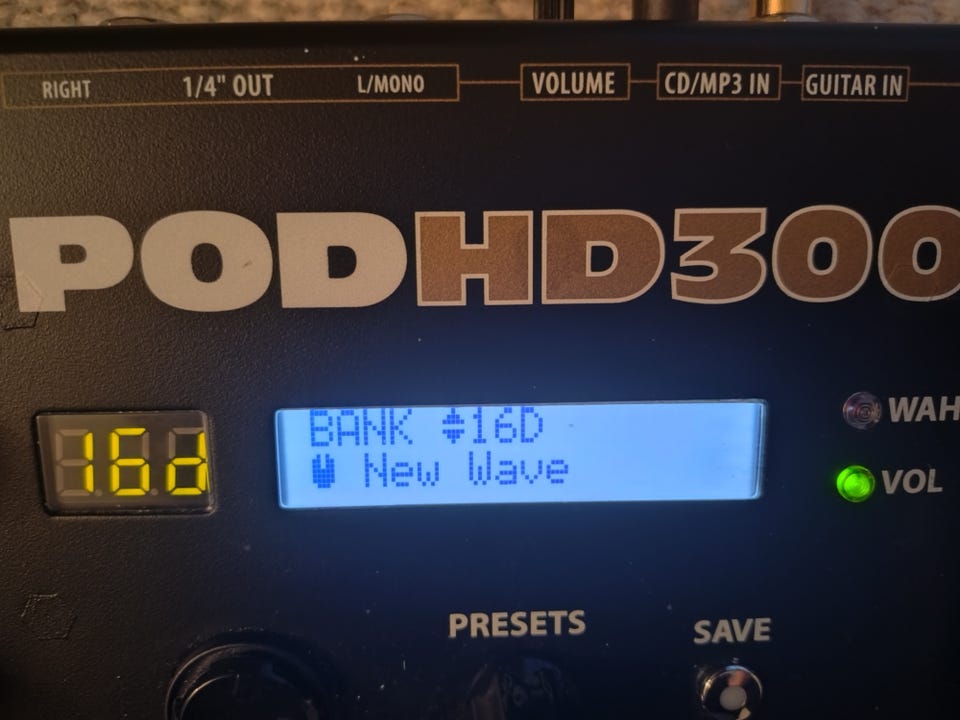 RIGHT 1/4" OUT L/MONO VOLUME CD/MP3 IN GUITAR IN
PODHD300
WAH
16d
BANK 16D
New Wave
VOL
PRESETS SAVE